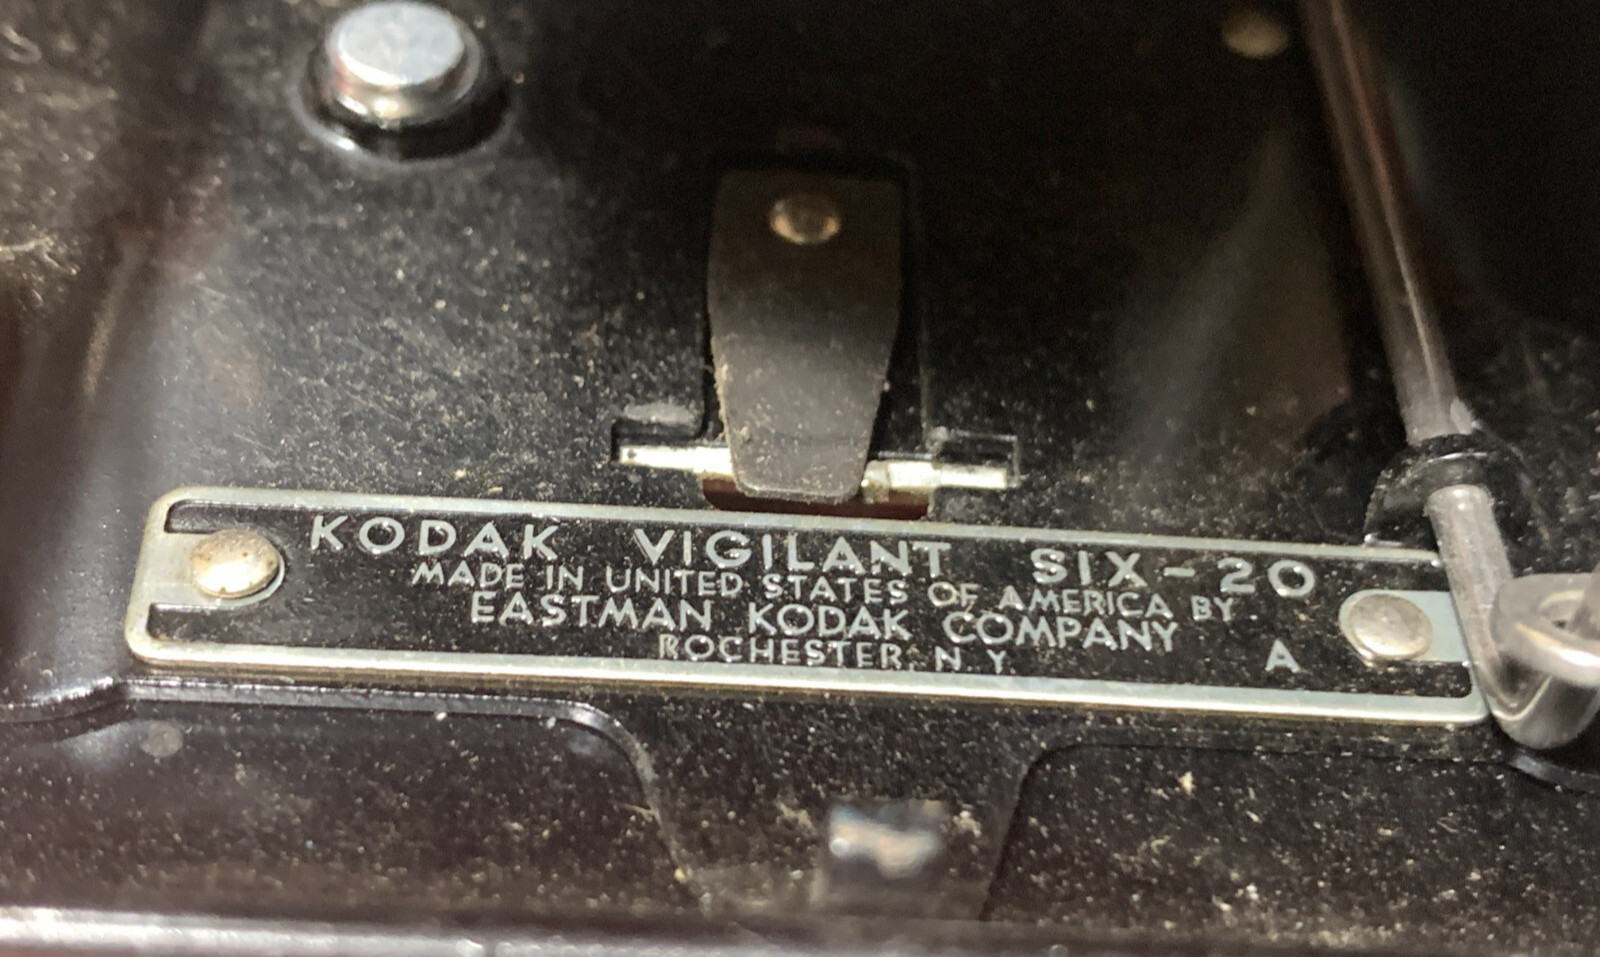 KODAK VIGILANT SIX-20
MADE IN UNITED STATES OF AMERICA BY
EASTMAN KODAK COMPANY
ROCHESTER, N.Y.
A